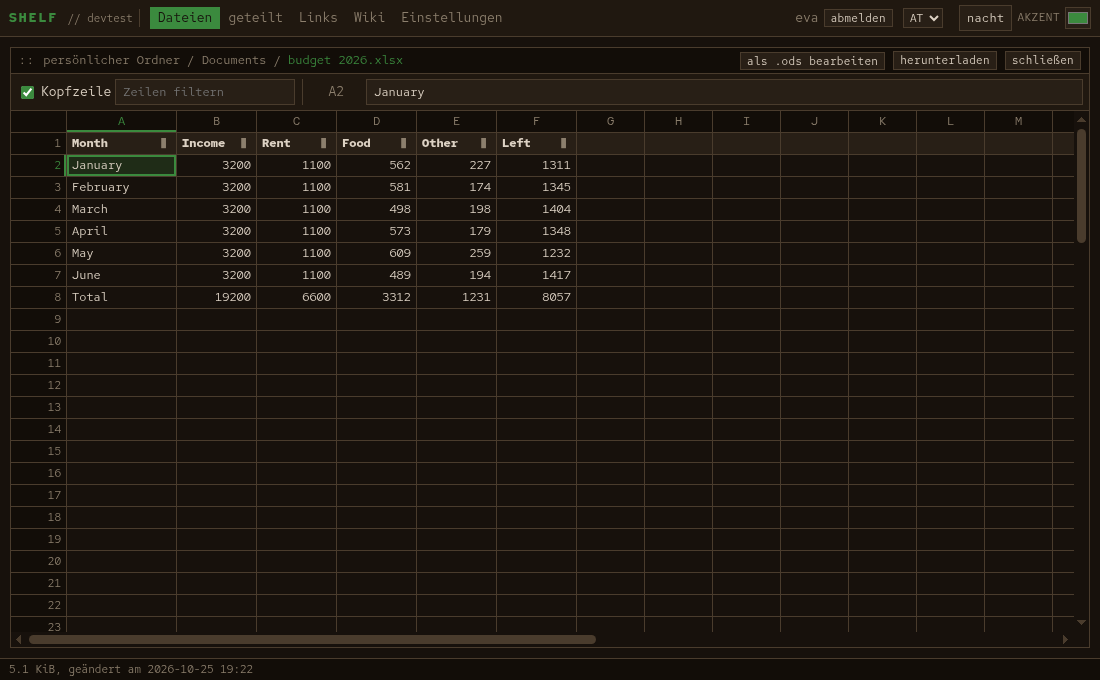 SHELF // devtest Dateien geteilt Links Wiki Einstellungen eva abmelden AT nacht AKZENT
:: persönlicher Ordner / Documents / budget 2026.xlsx als .ods bearbeiten herunterladen schließen
Kopfzeile Zeilen filtern A2 January
A B C D E F G H I J K L M
1 Month Income Rent Food Other Left
2 January 3200 1100 562 227 1311
3 February 3200 1100 581 174 1345
4 March 3200 1100 498 198 1404
5 April 3200 1100 573 179 1348
6 May 3200 1100 609 259 1232
7 June 3200 1100 489 194 1417
8 Total 19200 6600 3312 1231 8057
9
10
11
12
13
14
15
16
17
18
19
20
21
22
23
5.1 KiB, geändert am 2026-10-25 19:22